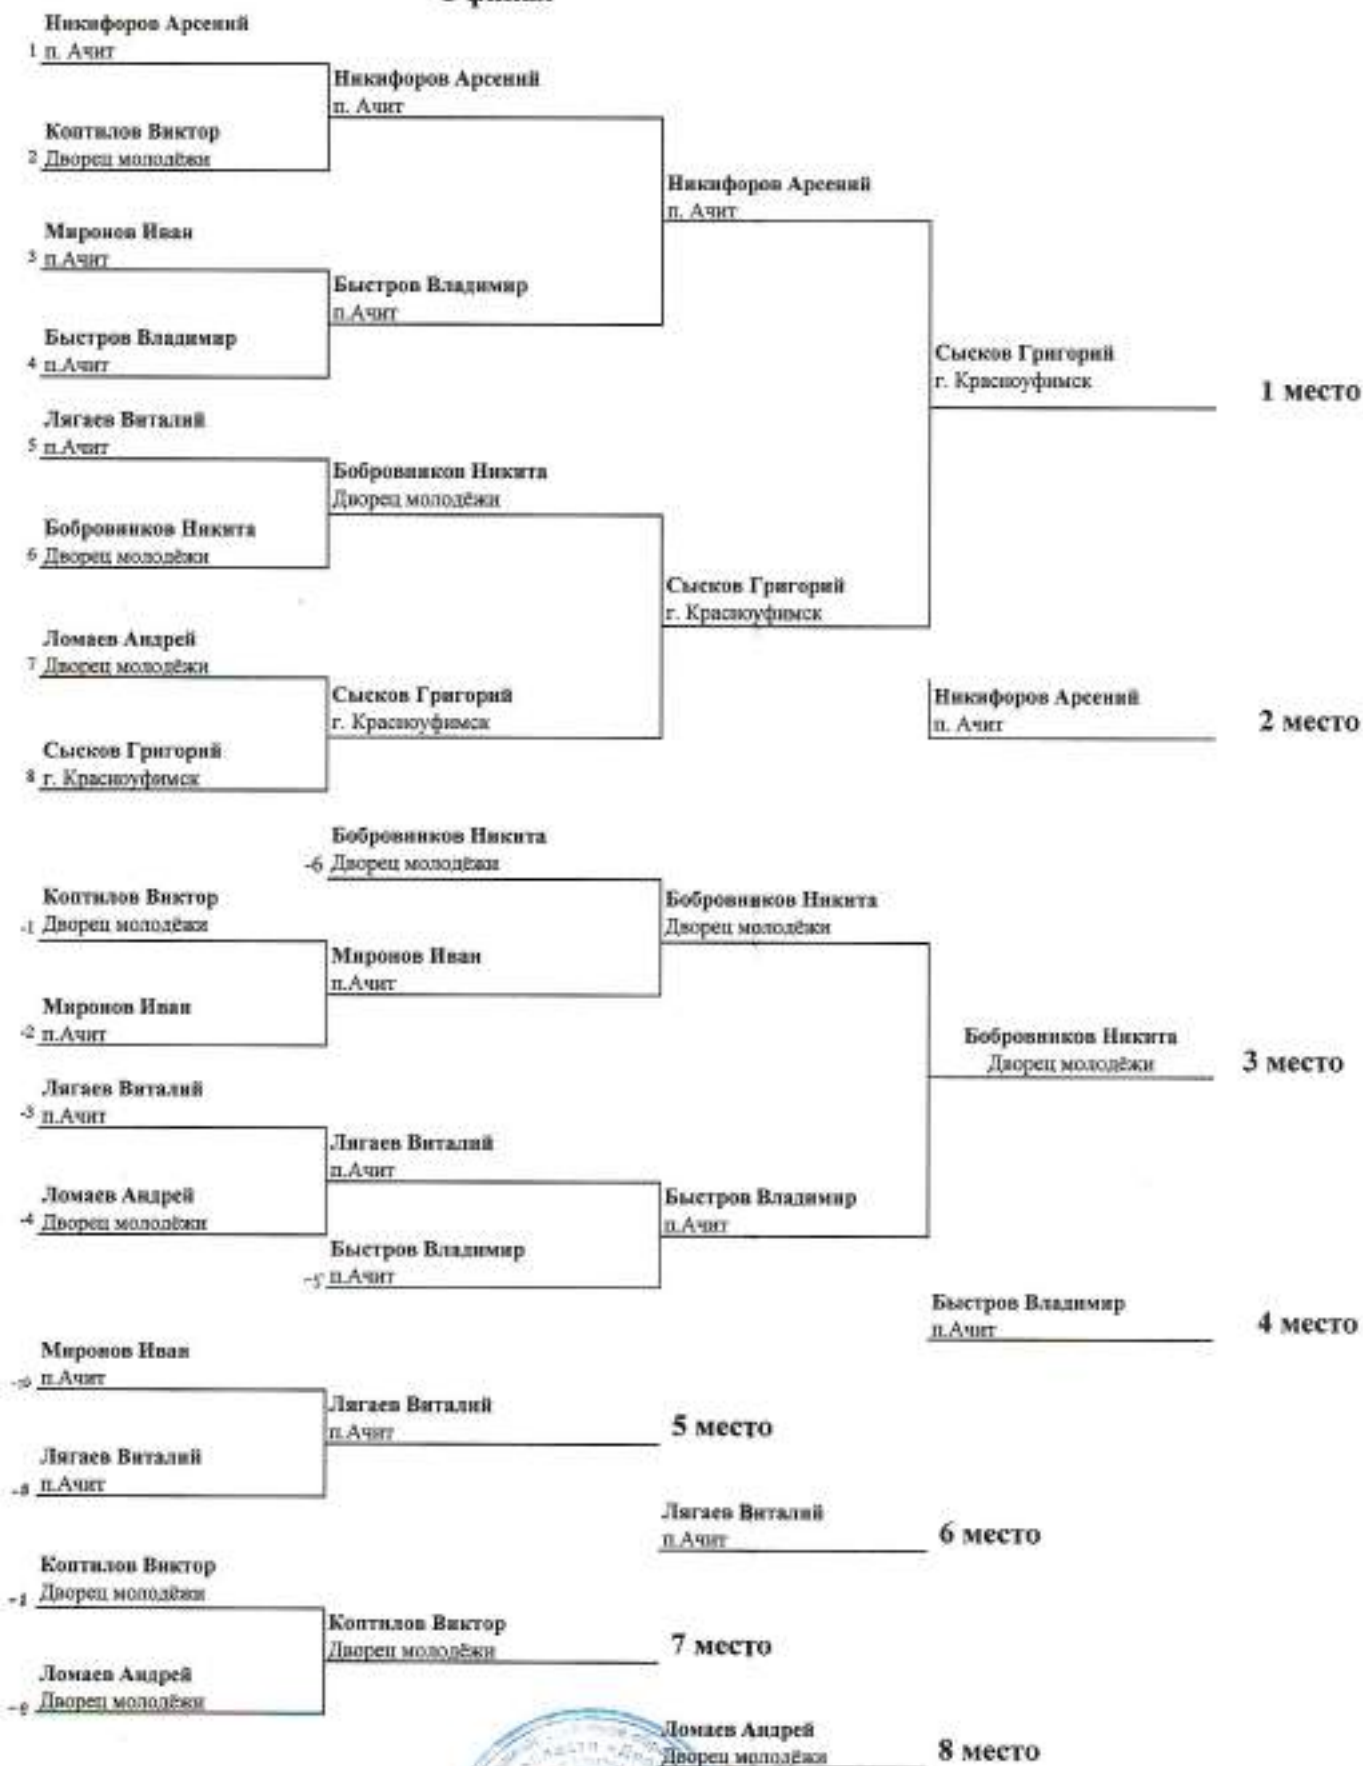 Никифоров Арсений
1 п. Ачит
Никифоров Арсений
п. Ачит
Коптилов Виктор
2 Дворец молодёжи
Никифоров Арсений
п. Ачит
Миронов Иван
3 п.Ачит
Быстров Владимир
п.Ачит
Быстров Владимир
4 п.Ачит
Сысков Григорий
г. Красноуфимск
1 место
Лягаев Виталий
5 п.Ачит
Бобровников Никита
Дворец молодёжи
Бобровников Никита
6 Дворец молодёжи
Сысков Григорий
г. Красноуфимск
Ломаев Андрей
7 Дворец молодёжи
Сысков Григорий
г. Красноуфимск
Никифоров Арсений
п. Ачит
2 место
Сысков Григорий
8 г. Красноуфимск
Бобровников Никита
-6 Дворец молодёжи
Коптилов Виктор
-1 Дворец молодёжи
Бобровников Никита
Дворец молодёжи
Миронов Иван
п.Ачит
Миронов Иван
-2 п.Ачит
Бобровников Никита
Дворец молодёжи
3 место
Лягаев Виталий
-3 п.Ачит
Лягаев Виталий
п.Ачит
Ломаев Андрей
-4 Дворец молодёжи
Быстров Владимир
п.Ачит
Быстров Владимир
-5 п.Ачит
Быстров Владимир
п.Ачит
4 место
Миронов Иван
п.Ачит
Лягаев Виталий
п.Ачит
5 место
Лягаев Виталий
-8 п.Ачит
Лягаев Виталий
п.Ачит
6 место
Коптилов Виктор
Дворец молодёжи
Коптилов Виктор
Дворец молодёжи
7 место
Ломаев Андрей
Дворец молодёжи
Ломаев Андрей
Дворец молодёжи
8 место